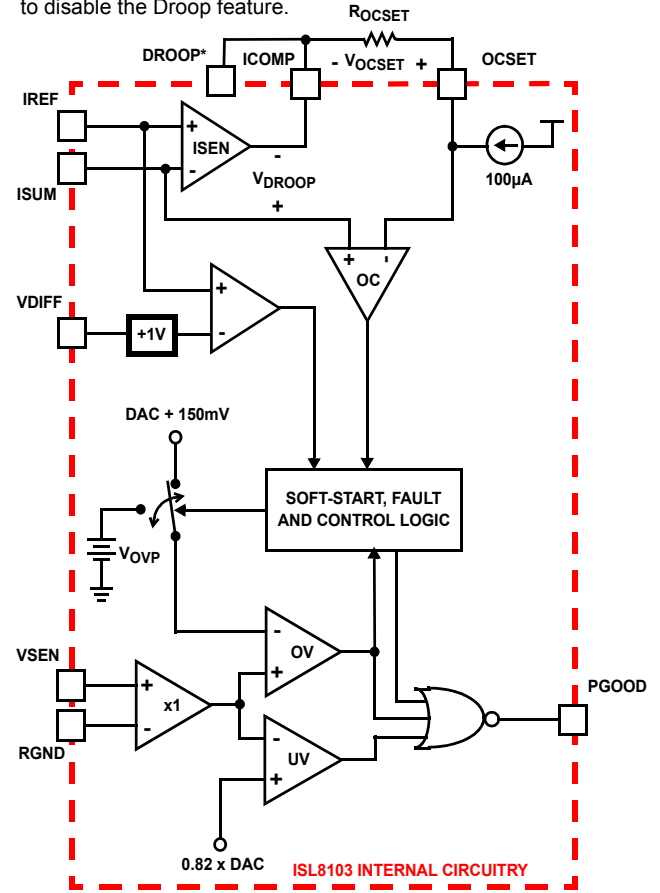 to disable the Droop feature.
ROCSET
DROOP*
ICOMP
- VOCSET +
OCSET
IREF
+
ISEN
-
-
VDROOP
+
ISUM
100µA
+ -
OC
VDIFF
+1V
+
-
DAC + 150mV
SOFT-START, FAULT
AND CONTROL LOGIC
VOVP
-
OV
+
VSEN
+
x1
-
RGND
-
UV
+
PGOOD
0.82 x DAC
ISL8103 INTERNAL CIRCUITRY